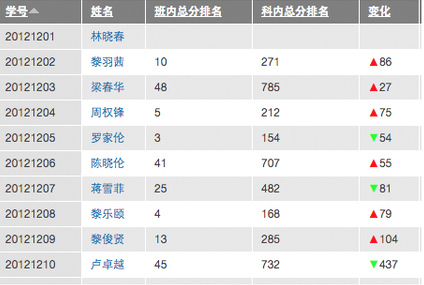 学号 姓名 班内总分排名 科内总分排名 变化
20121201 林晓春
20121202 黎羽茜 10 271 ▲86
20121203 梁春华 48 785 ▲27
20121204 周权锋 5 212 ▲75
20121205 罗家伦 3 154 ▼54
20121206 陈晓伦 41 707 ▲55
20121207 蒋雪菲 25 482 ▼81
20121208 黎乐颐 4 168 ▲79
20121209 黎俊贤 13 285 ▲104
20121210 卢卓越 45 732 ▼437